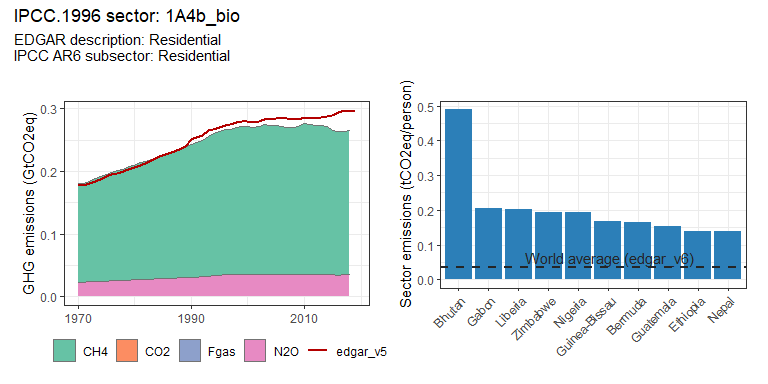 IPCC.1996 sector: 1A4b_bio
EDGAR description: Residential
IPCC AR6 subsector: Residential
GHG emissions (GtCO2eq)
0.3
0.2
0.1
0.0
1970
1990
2010
CH4
CO2
Fgas
N2O
edgar_v5
Sector emissions (tCO2eq/person)
0.5
0.4
0.3
0.2
0.1
0.0
World average (edgar_v6)
Bhutan
Gabon
Liberia
Zimbabwe
Nigeria
Guinea-Bissau
Bermuda
Guatemala
Ethiopia
Nepal